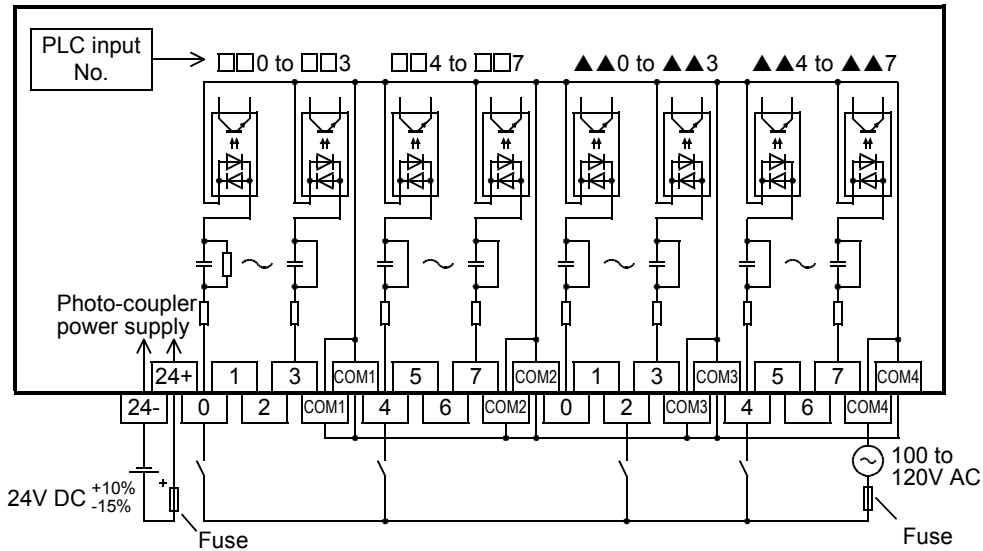 PLC input
No.
□□0 to □□3
□□4 to □□7
▲▲0 to ▲▲3
▲▲4 to ▲▲7
Photo-coupler
power supply
24+ 1 3 COM1 5 7 COM2 1 3 COM3 5 7 COM4
24- 0 2 COM1 4 6 COM2 0 2 COM3 4 6 COM4
24V DC +10% -15%
+
Fuse
100 to
120V AC
Fuse